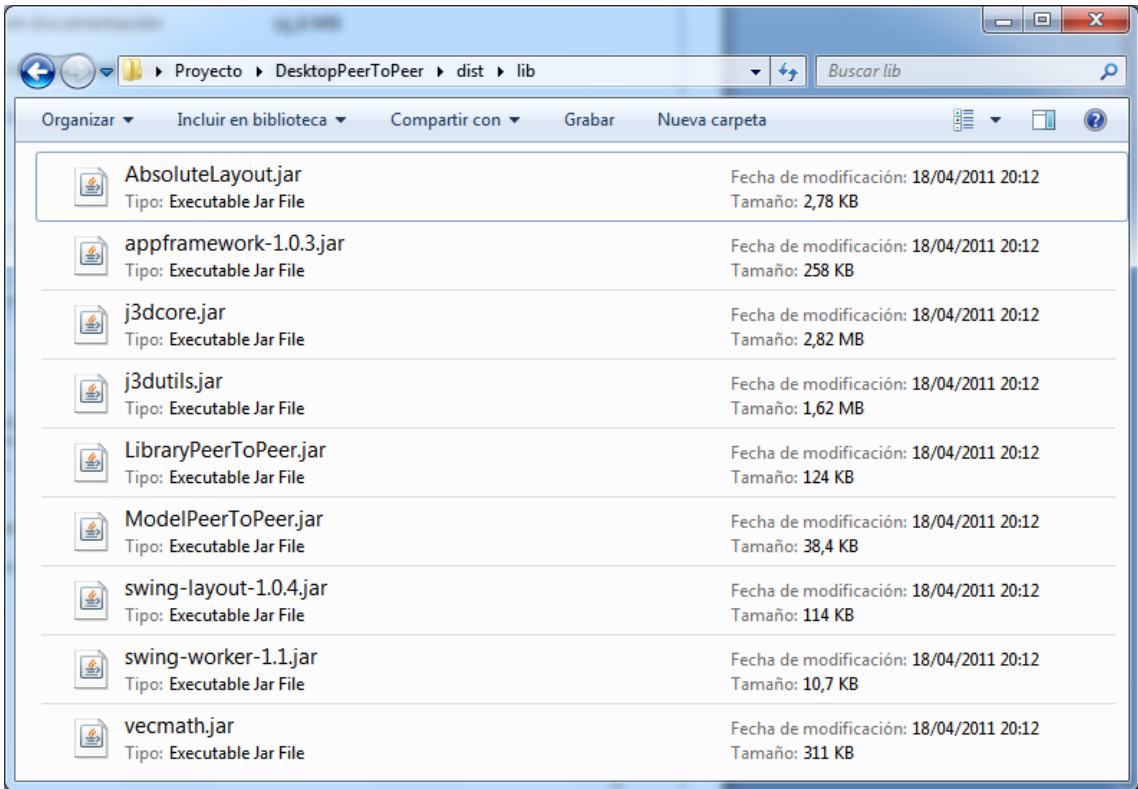 Proyecto DesktopPeerToPeer dist lib Buscar lib
Organizar Incluir en biblioteca Compartir con Grabar Nueva carpeta
AbsoluteLayout.jar Fecha de modificación: 18/04/2011 20:12
Tipo: Executable Jar File Tamaño: 2,78 KB
appframework-1.0.3.jar Fecha de modificación: 18/04/2011 20:12
Tipo: Executable Jar File Tamaño: 258 KB
j3dcore.jar Fecha de modificación: 18/04/2011 20:12
Tipo: Executable Jar File Tamaño: 2,82 MB
j3dutils.jar Fecha de modificación: 18/04/2011 20:12
Tipo: Executable Jar File Tamaño: 1,62 MB
LibraryPeerToPeer.jar Fecha de modificación: 18/04/2011 20:12
Tipo: Executable Jar File Tamaño: 124 KB
ModelPeerToPeer.jar Fecha de modificación: 18/04/2011 20:12
Tipo: Executable Jar File Tamaño: 38,4 KB
swing-layout-1.0.4.jar Fecha de modificación: 18/04/2011 20:12
Tipo: Executable Jar File Tamaño: 114 KB
swing-worker-1.1.jar Fecha de modificación: 18/04/2011 20:12
Tipo: Executable Jar File Tamaño: 10,7 KB
vecmath.jar Fecha de modificación: 18/04/2011 20:12
Tipo: Executable Jar File Tamaño: 311 KB